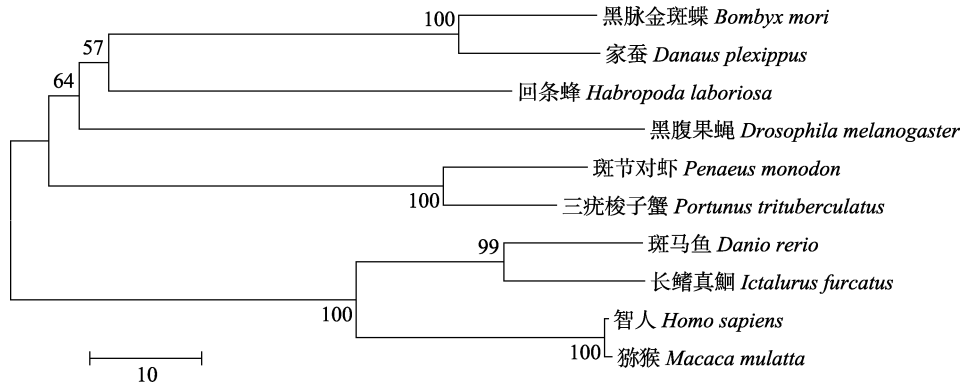 黑脉金斑蝶 Bombyx mori
100
家蚕 Danaus plexippus
57
回条蜂 Habropoda laboriosa
64
黑腹果蝇 Drosophila melanogaster
斑节对虾 Penaeus monodon
100
三疣梭子蟹 Portunus trituberculatus
斑马鱼 Danio rerio
99
长鳍真鮰 Ictalurus furcatus
100
智人 Homo sapiens
100
猕猴 Macaca mulatta
10